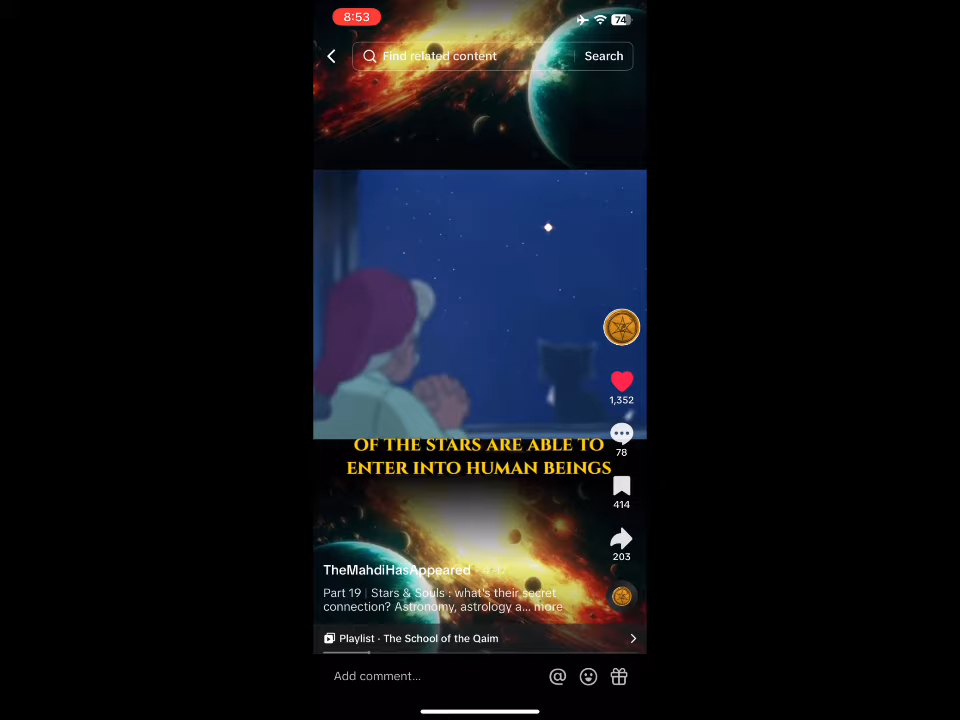 8:53
74
Find related content
Search
1,352
OF THE STARS ARE ABLE TO
ENTER INTO HUMAN BEINGS
78
414
203
TheMahdiHasAppeared
Part 19 | Stars & Souls : what's their secret
connection? Astronomy, astrology a... more
Playlist · The School of the Qaim
Add comment...